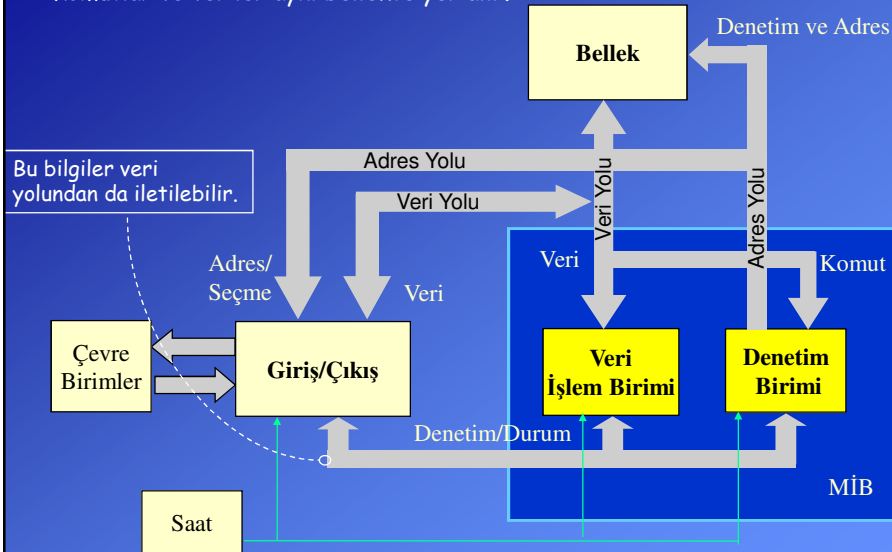 Denetim ve Adres
Bellek
Bu bilgiler veri
yolundan da iletilebilir.
Adres Yolu
Veri Yolu
Veri Yolu
Adres Yolu
Adres/
Seçme
Veri
Veri
Komut
Çevre
Birimler
Giriş/Çıkış
Veri
İşlem Birimi
Denetim
Birimi
Denetim/Durum
MİB
Saat